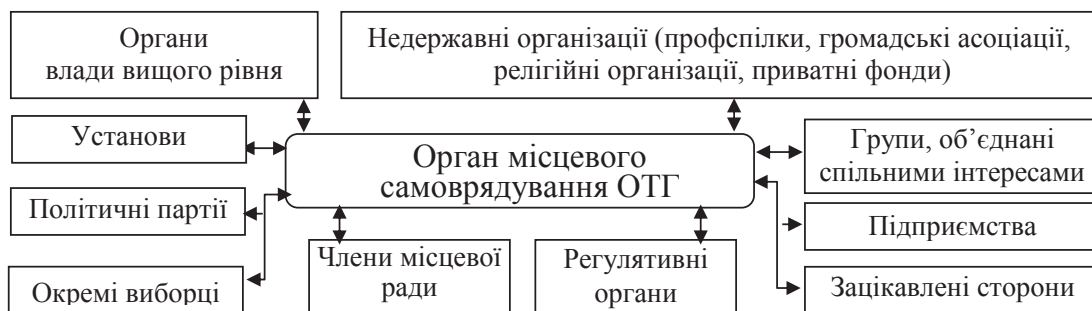 Органи
влади вищого рівня
Недержавні організації (профспілки, громадські асоціації,
релігійні організації, приватні фонди)
Установи
Орган місцевого
самоврядування ОТГ
Групи, об’єднані
спільними інтересами
Політичні партії
Підприємства
Окремі виборці
Члени місцевої
ради
Регулятивні
органи
Зацікавлені сторони